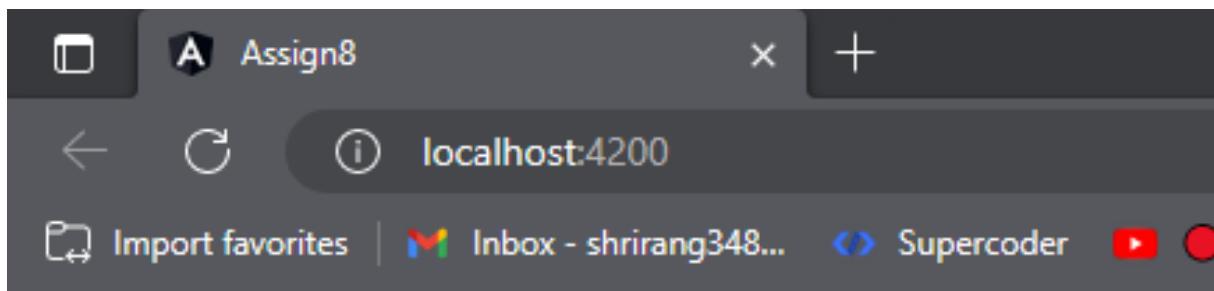 Assign8
localhost:4200
Import favorites Inbox - shrirang348... Supercoder